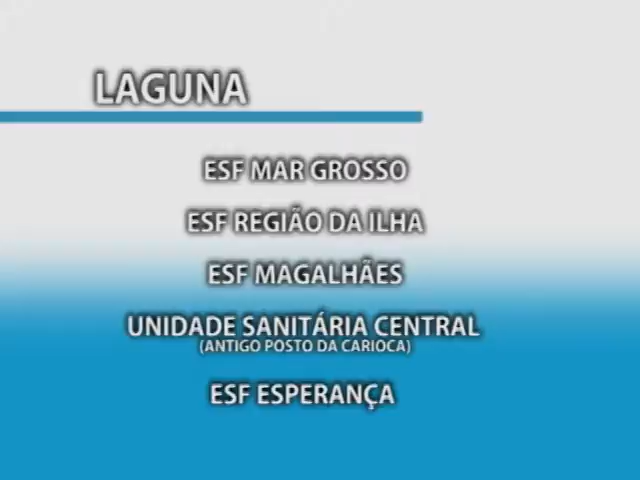 LAGUNA
ESF MAR GROSSO
ESF REGIÃO DA ILHA
ESF MAGALHÃES
UNIDADE SANITÁRIA CENTRAL
(ANTIGO POSTO DA CARIOCA)
ESF ESPERANÇA